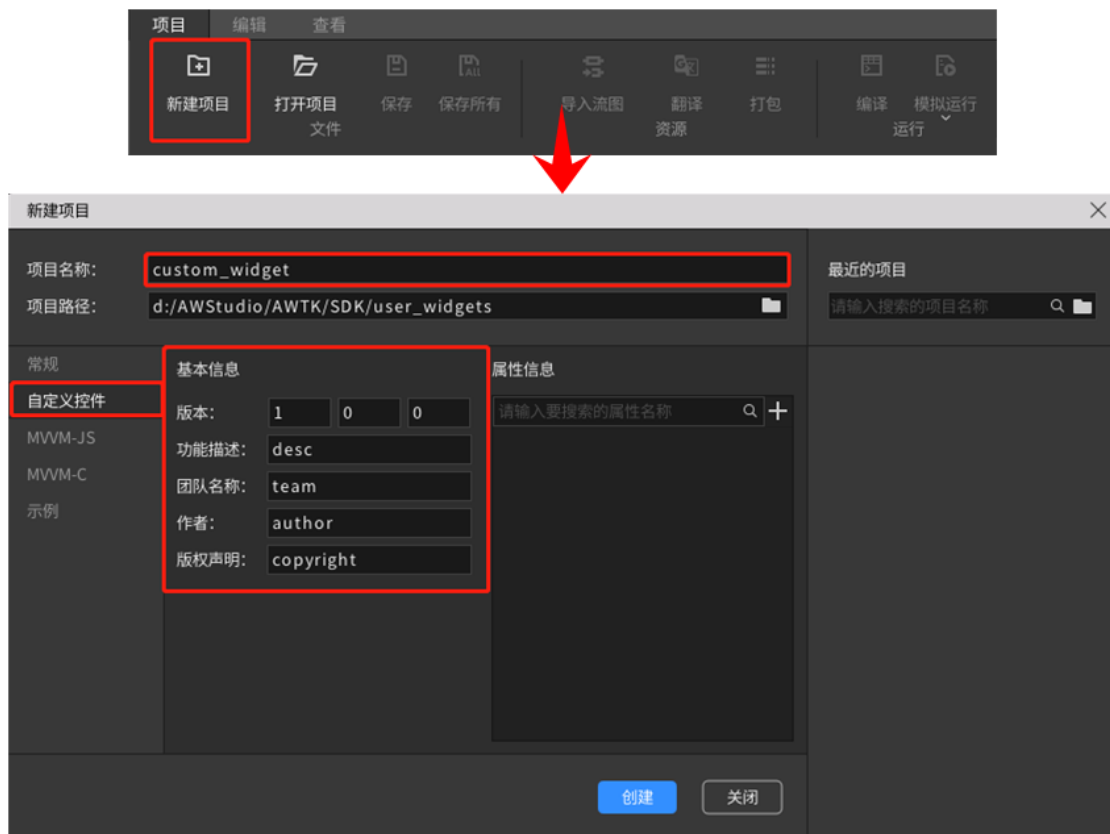 项目 编辑 查看
新建项目 打开项目 保存 保存所有 导入流图 翻译 打包 编译 模拟运行
文件 资源 运行
新建项目
项目名称： custom_widget 最近的项目
项目路径： d:/AWStudio/AWTK/SDK/user_widgets 请输入搜索的项目名称
常规 基本信息 属性信息
自定义控件 版本： 1 0 0 请输入要搜索的属性名称
MVVM-JS 功能描述： desc
MVVM-C 团队名称： team
示例 作者： author
版权声明： copyright
创建 关闭